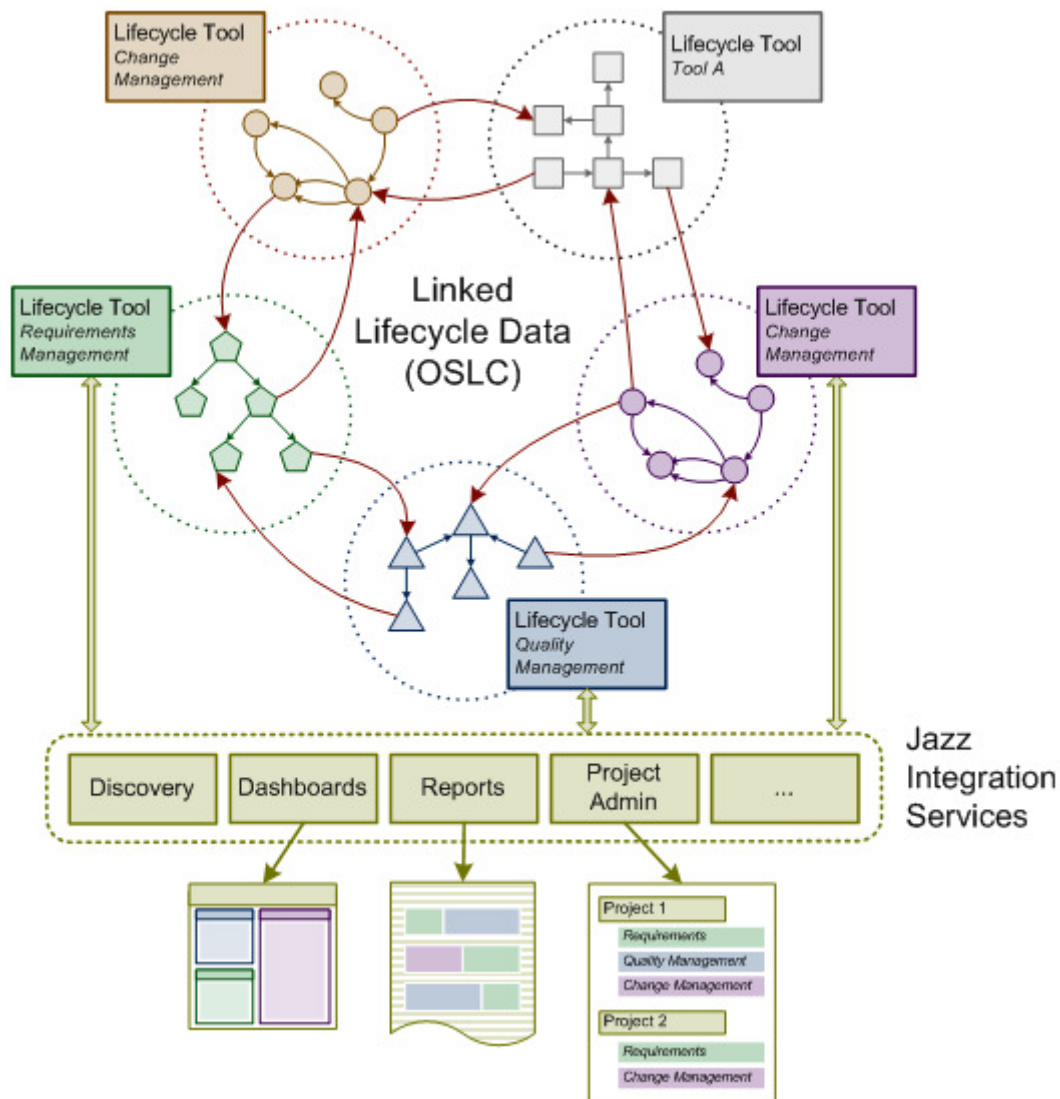 Lifecycle Tool
Change
Management
Lifecycle Tool
Tool A
Linked
Lifecycle Data
(OSLC)
Lifecycle Tool
Requirements
Management
Lifecycle Tool
Change
Management
Lifecycle Tool
Quality
Management
Jazz
Integration
Services
Discovery
Dashboards
Reports
Project
Admin
...
Project 1
Requirements
Quality Management
Change Management
Project 2
Requirements
Change Management